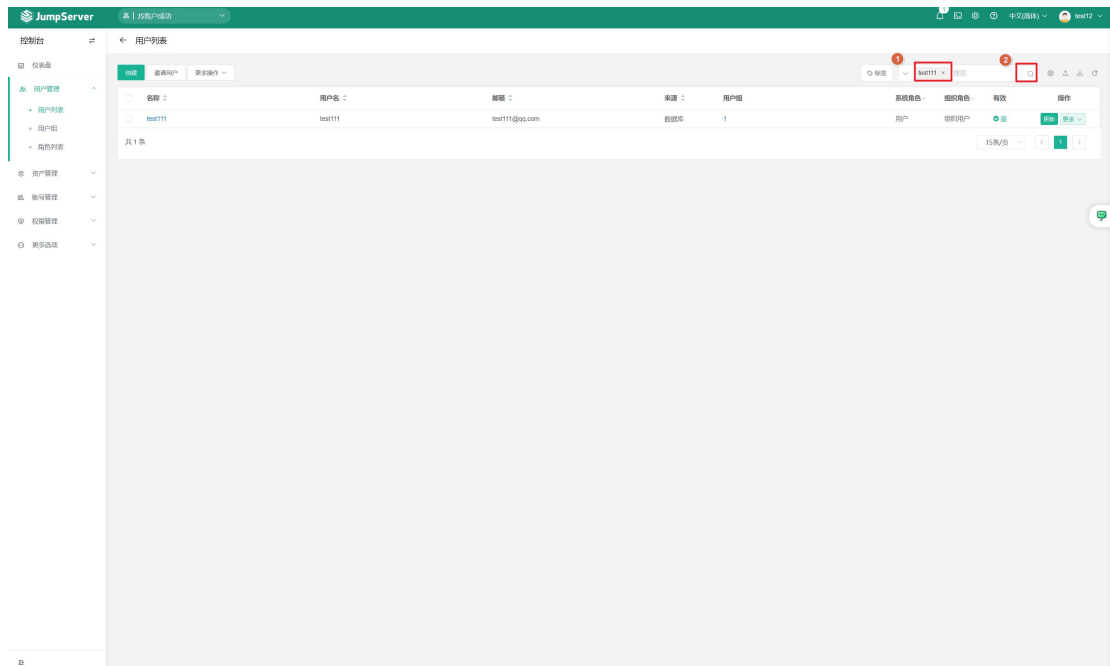 JumpServer
JS客户成功
1
中文(简体)
test12
控制台
用户列表
仪表盘
用户管理
用户列表
用户组
角色列表
资产管理
账号管理
权限管理
更多选项
创建
邀请用户
更多操作
1
2
标签
test111 ×
搜索
名称
用户名
邮箱
来源
用户组
系统角色
组织角色
有效
操作
test111
test111
test111@qq.com
数据库
1
用户
组织用户
是
更新
更多
共 1 条
15条/页
1